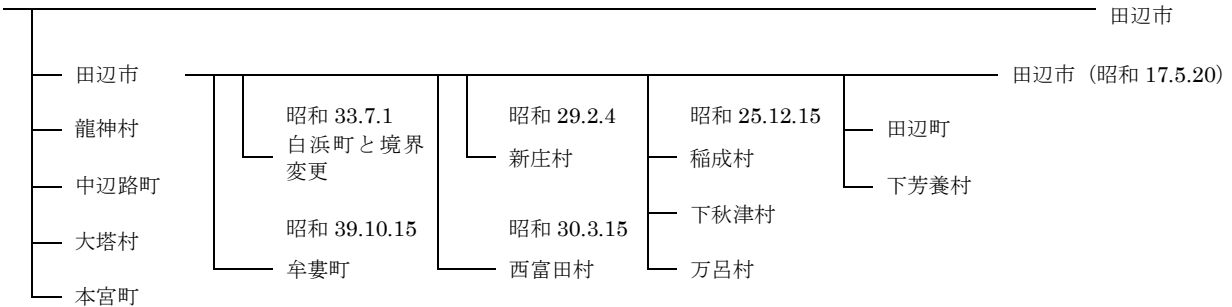 田辺市
田辺市
田辺市 (昭和 17.5.20)
龍神村
中辺路町
大塔村
本宮町
昭和 33.7.1
白浜町と境界
変更
昭和 39.10.15
牟婁町
昭和 29.2.4
新庄村
昭和 30.3.15
西富田村
昭和 25.12.15
稲成村
下秋津村
万呂村
田辺町
下芳養村